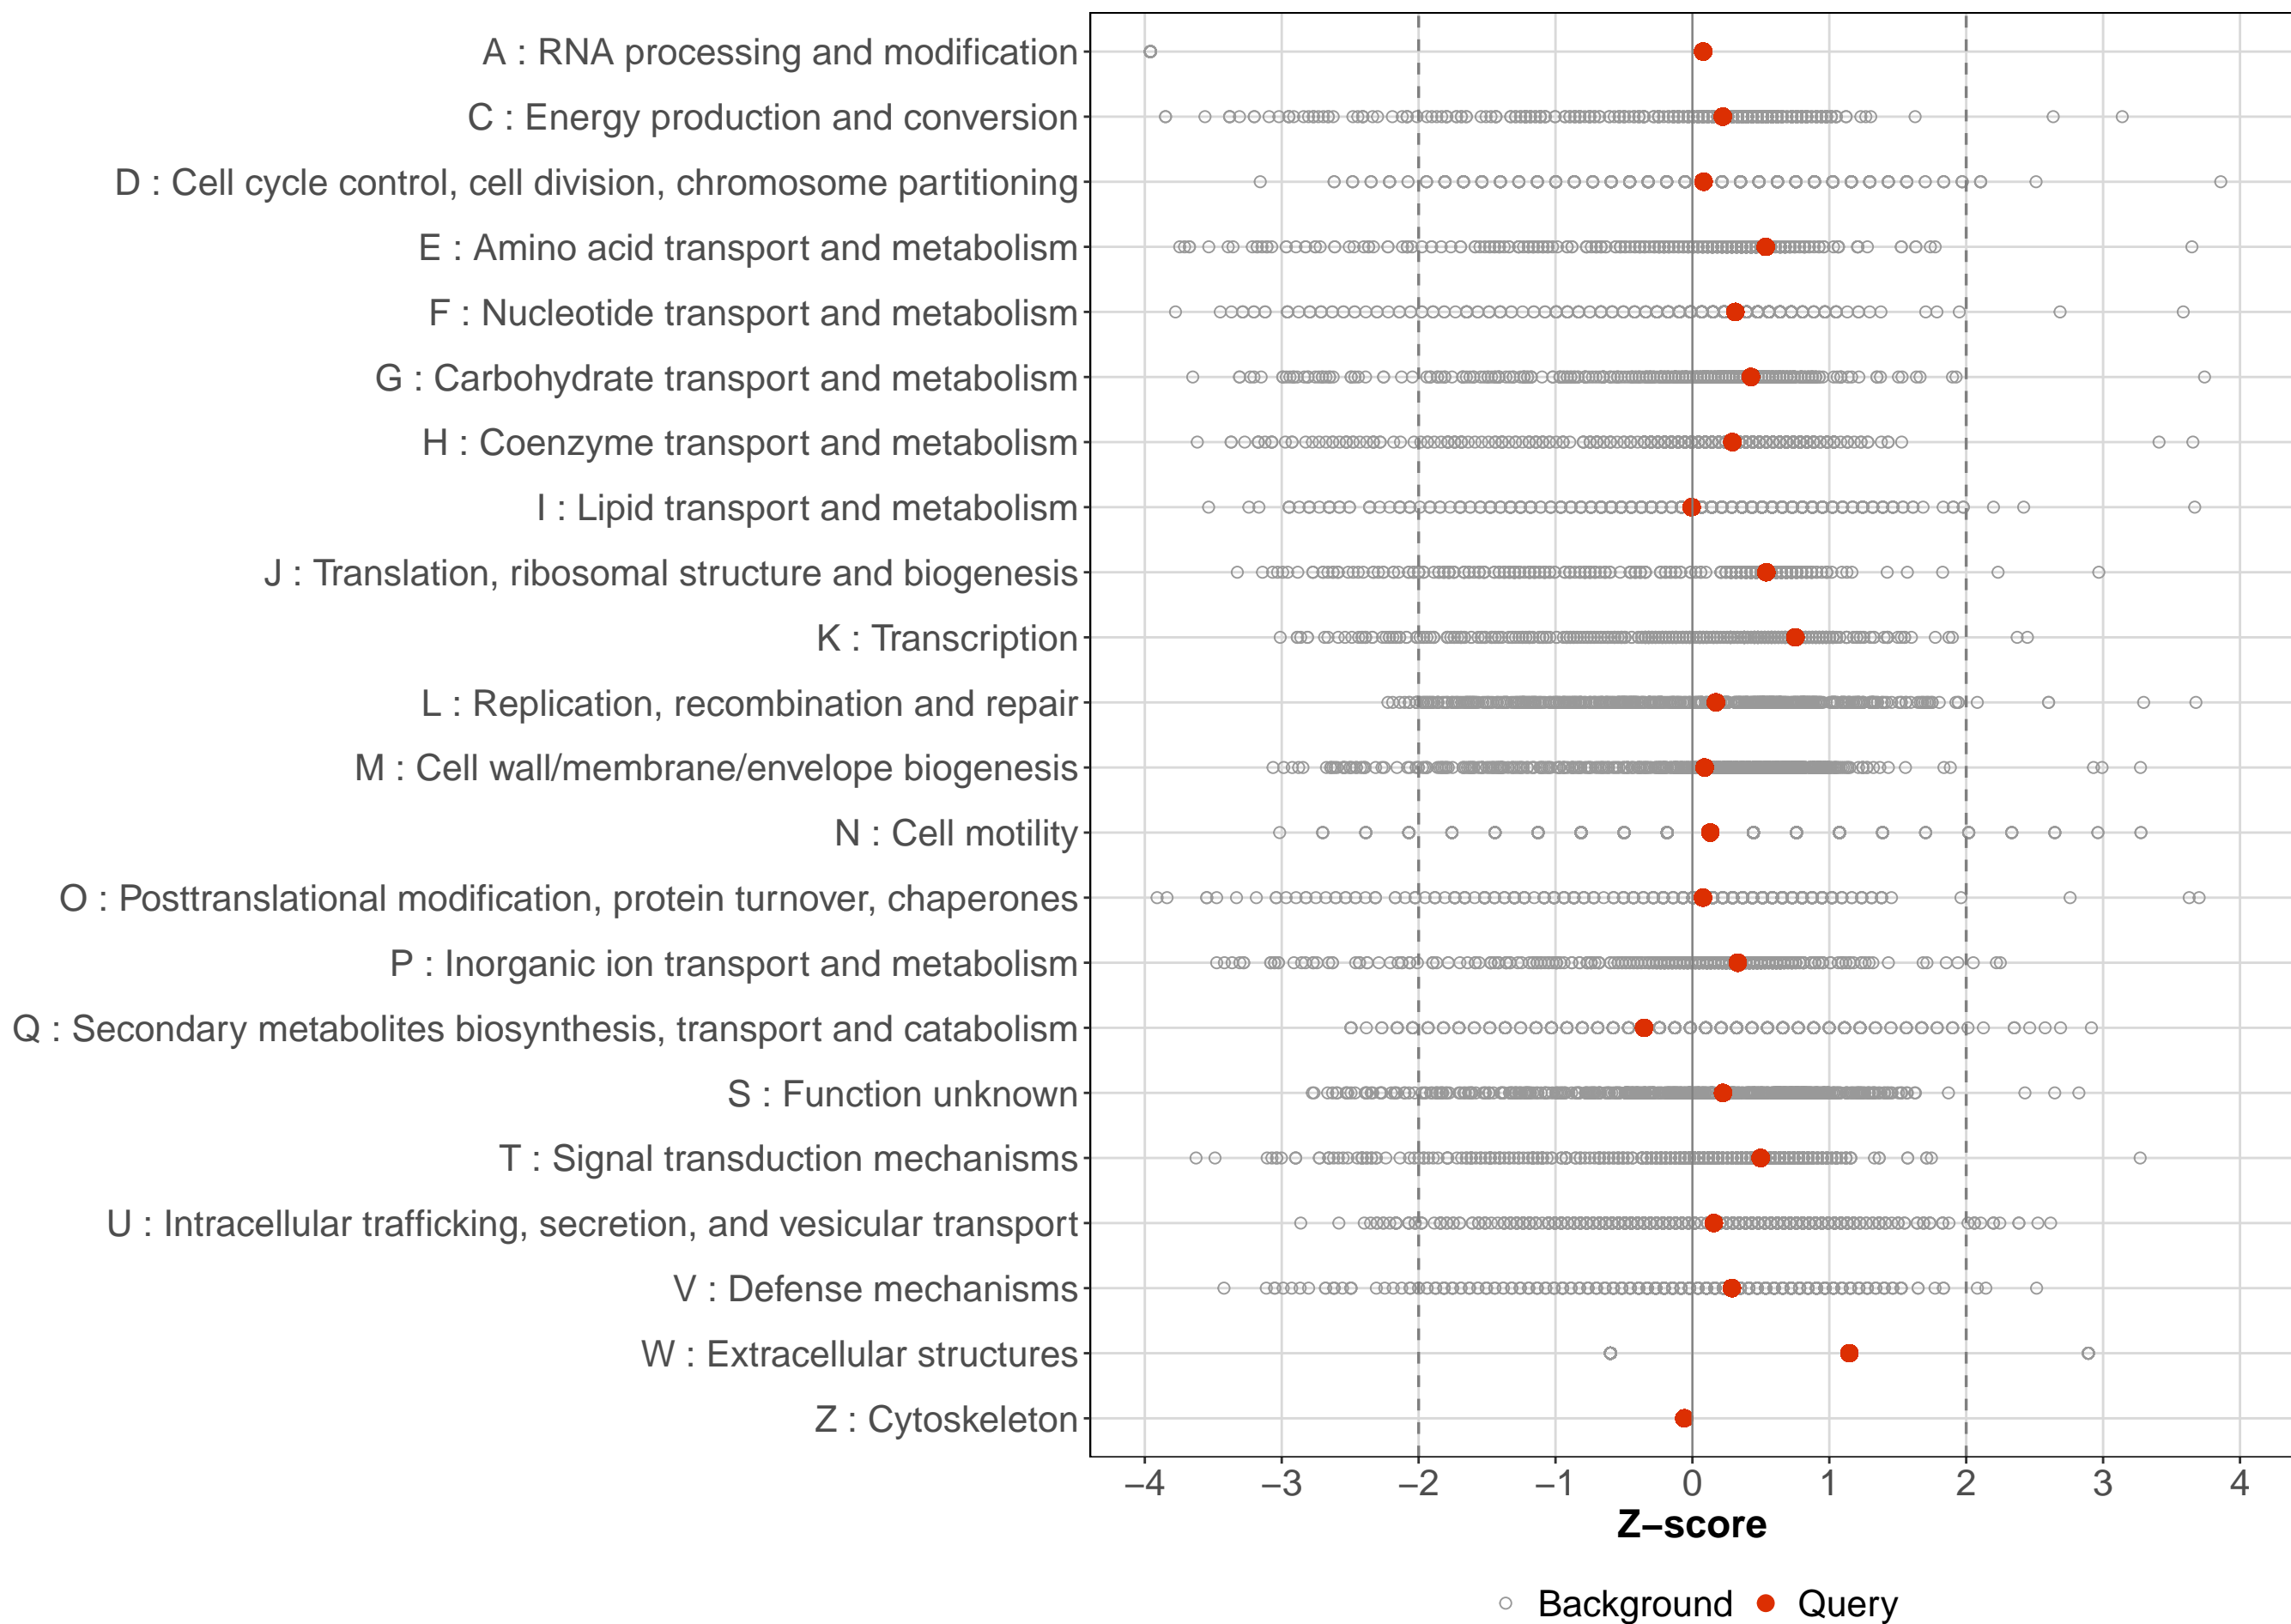 A : RNA processing and modification
C : Energy production and conversion
D : Cell cycle control, cell division, chromosome partitioning
E : Amino acid transport and metabolism
F : Nucleotide transport and metabolism
G : Carbohydrate transport and metabolism
H : Coenzyme transport and metabolism
I : Lipid transport and metabolism
J : Translation, ribosomal structure and biogenesis
K : Transcription
L : Replication, recombination and repair
M : Cell wall/membrane/envelope biogenesis
N : Cell motility
O : Posttranslational modification, protein turnover, chaperones
P : Inorganic ion transport and metabolism
Q : Secondary metabolites biosynthesis, transport and catabolism
S : Function unknown
T : Signal transduction mechanisms
U : Intracellular trafficking, secretion, and vesicular transport
V : Defense mechanisms
W : Extracellular structures
Z : Cytoskeleton
−4 −3 −2 −1 0 1 2 3 4
Z−score
Background Query